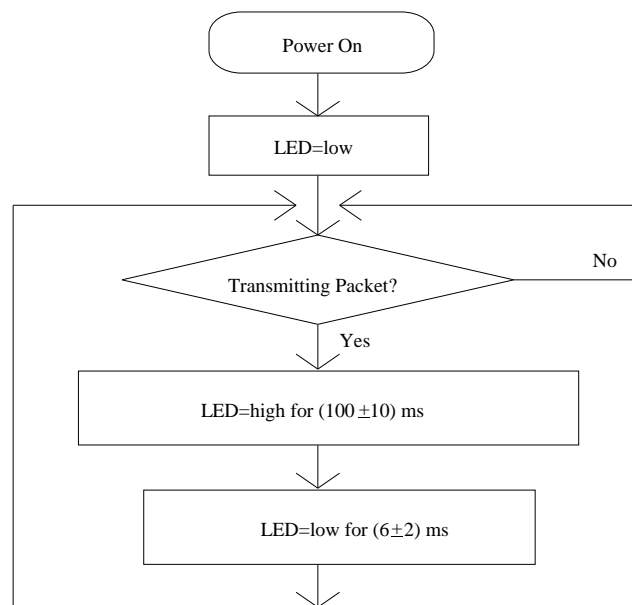 Power On
LED=low
Transmitting Packet?
No
Yes
LED=high for (100 ±10) ms
LED=low for (6±2) ms